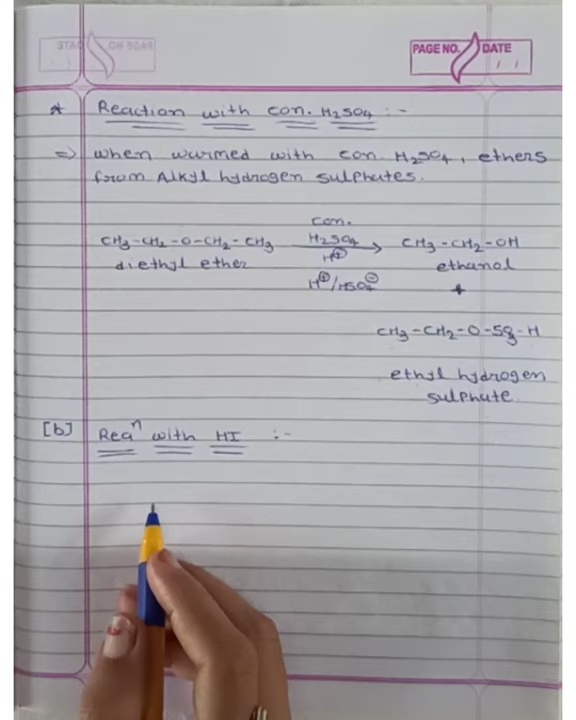 PAGE NO. DATE
* Reaction with con. H2SO4 :-
=> when warmed with con. H2SO4, ethers
from Alkyl hydrogen sulphates.
con.
CH3-CH2-O-CH2-CH3 H2SO4 → CH3-CH2-OH
diethyl ether H⊕ ethanol
H⊕/HSO4⊖ +
CH3-CH2-O-SO3-H
ethyl hydrogen
sulphate
[b] Reaⁿ with HI :-